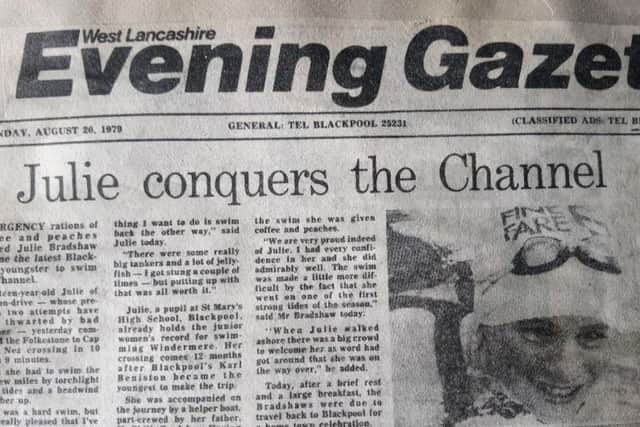 West Lancashire
Evening Gazet
DAY, AUGUST 20, 1979
GENERAL: TEL BLACKPOOL 25231
(CLASSIFIED ADS: TEL
Julie conquers the Channel
RGENCY rations of
ee and peaches
ed Julie Bradshaw
me the latest Black-
youngster to swim
hannel.
teen-year-old Julie of
n-drive — whose pre-
two attempts have
thwarted by bad
er — yesterday com-
the Folkestone to Cap
Nez crossing in 10
9 minutes.
she had to swim the
ew miles by torchlight
tides and a headwind
ber up.
was a hard swim, but
eally pleased that I've
thing I want to do is swim
back the other way," said
Julie today.
"There were some really
big tankers and a lot of jelly-
fish — I got stung a couple of
times — but putting up with
that was all worth it."
Julie, a pupil at St Mary's
High School, Blackpool,
already holds the junior
women's record for swim-
ming Windermere. Her
crossing comes 12 months
after Blackpool's Karl
Beniston became the
youngest to make the trip.
She was accompanied on
the journey by a helper boat,
part-crewed by her father,
the swim she was given
coffee and peaches.
"We are very proud indeed
of Julie. I had every confi-
dence in her and she did
admirably well. The swim
was made a little more dif-
ficult by the fact that she
went on one of the first
strong tides of the season,"
said Mr Bradshaw today.
"When Julie walked
ashore there was a big crowd
to welcome her as word had
got around that she was on
the way over," he added.
Today, after a brief rest
and a large breakfast, the
Bradshaws were due to
travel back to Blackpool for
a home town celebration.
FINE
FARE